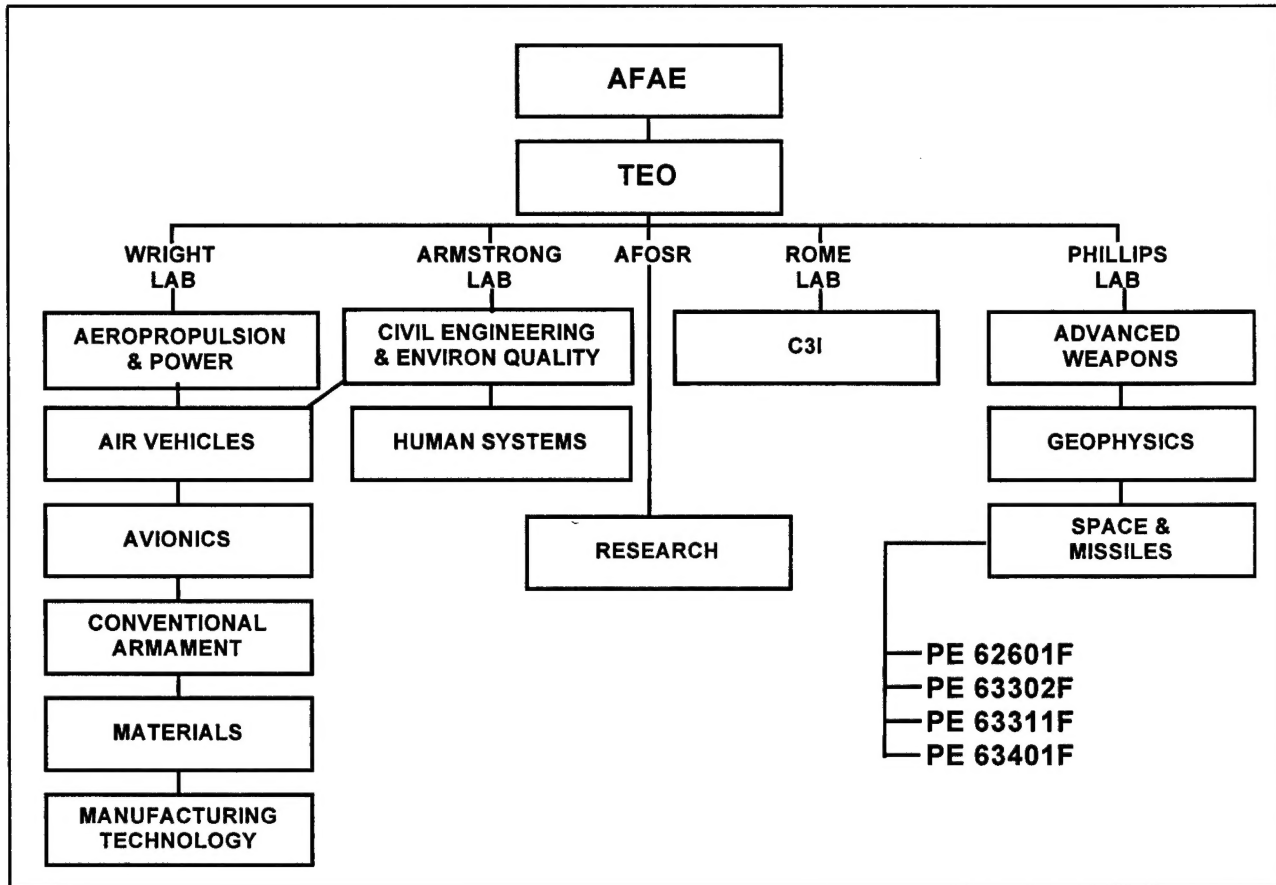 AFAE
TEO
WRIGHT
LAB
ARMSTRONG
LAB
AFOSR
ROME
LAB
PHILLIPS
LAB
AEROPROPULSION
& POWER
CIVIL ENGINEERING
& ENVIRON QUALITY
C3I
ADVANCED
WEAPONS
AIR VEHICLES
HUMAN SYSTEMS
GEOPHYSICS
AVIONICS
RESEARCH
SPACE &
MISSILES
CONVENTIONAL
ARMAMENT
MATERIALS
MANUFACTURING
TECHNOLOGY
PE 62601F
PE 63302F
PE 63311F
PE 63401F